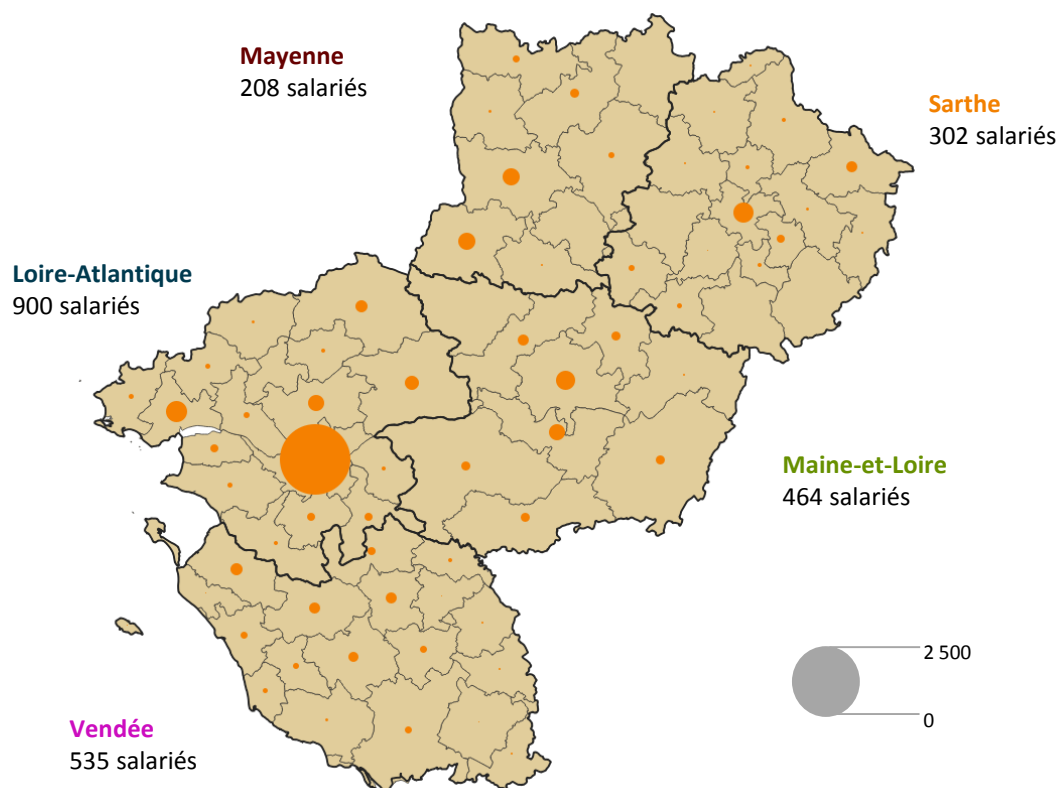 Mayenne
208 salariés
Sarthe
302 salariés
Loire-Atlantique
900 salariés
Maine-et-Loire
464 salariés
2 500
0
Vendée
535 salariés